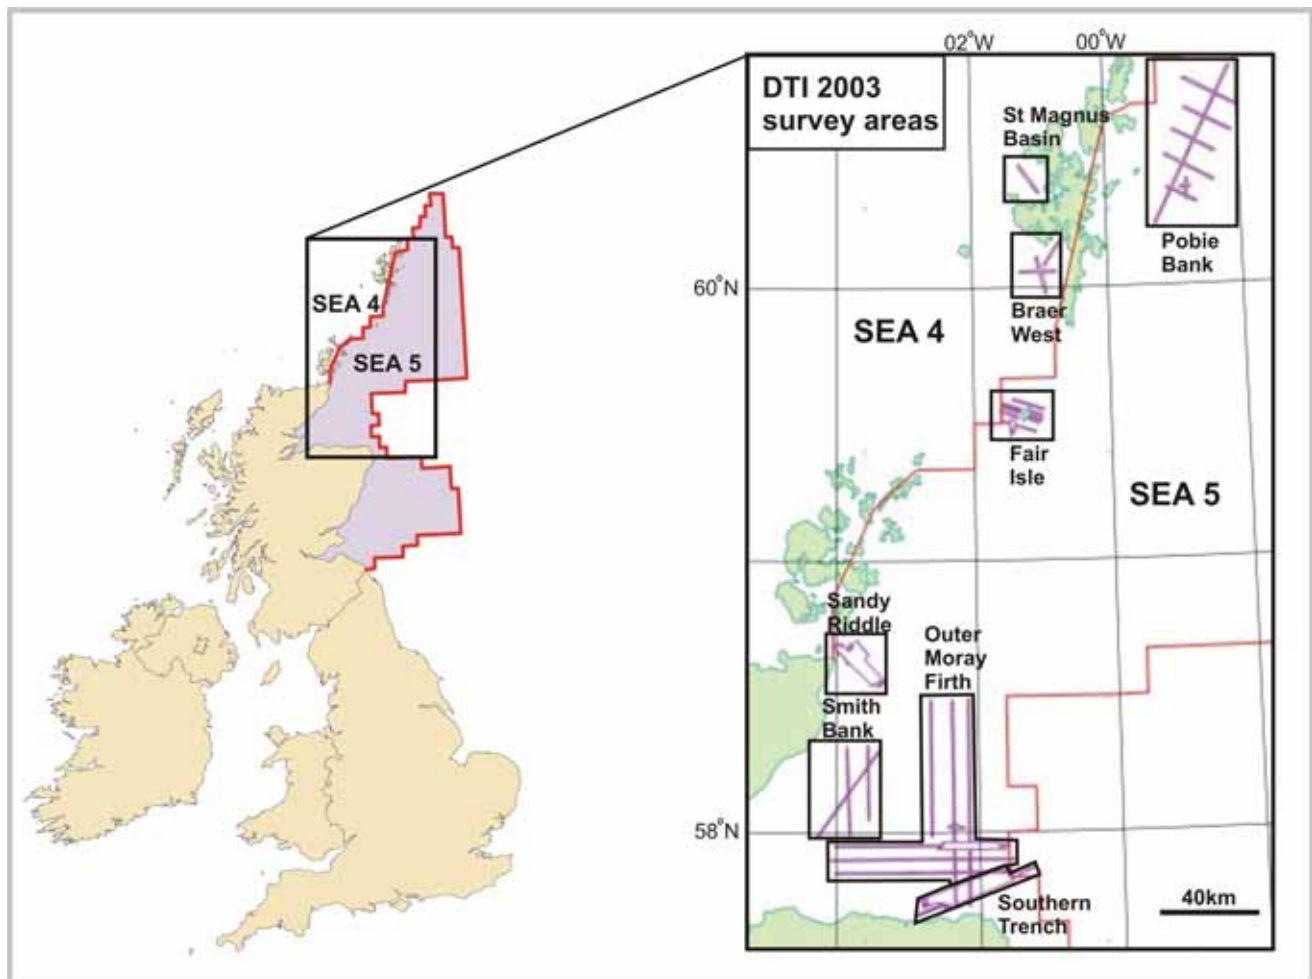 SEA 4
SEA 5
02°W
00°W
DTI 2003
survey areas
St Magnus
Basin
Pobie
Bank
60°N
Braer
West
SEA 4
Fair
Isle
SEA 5
Sandy
Riddle
Outer
Moray
Firth
Smith
Bank
58°N
40km
Southern
Trench